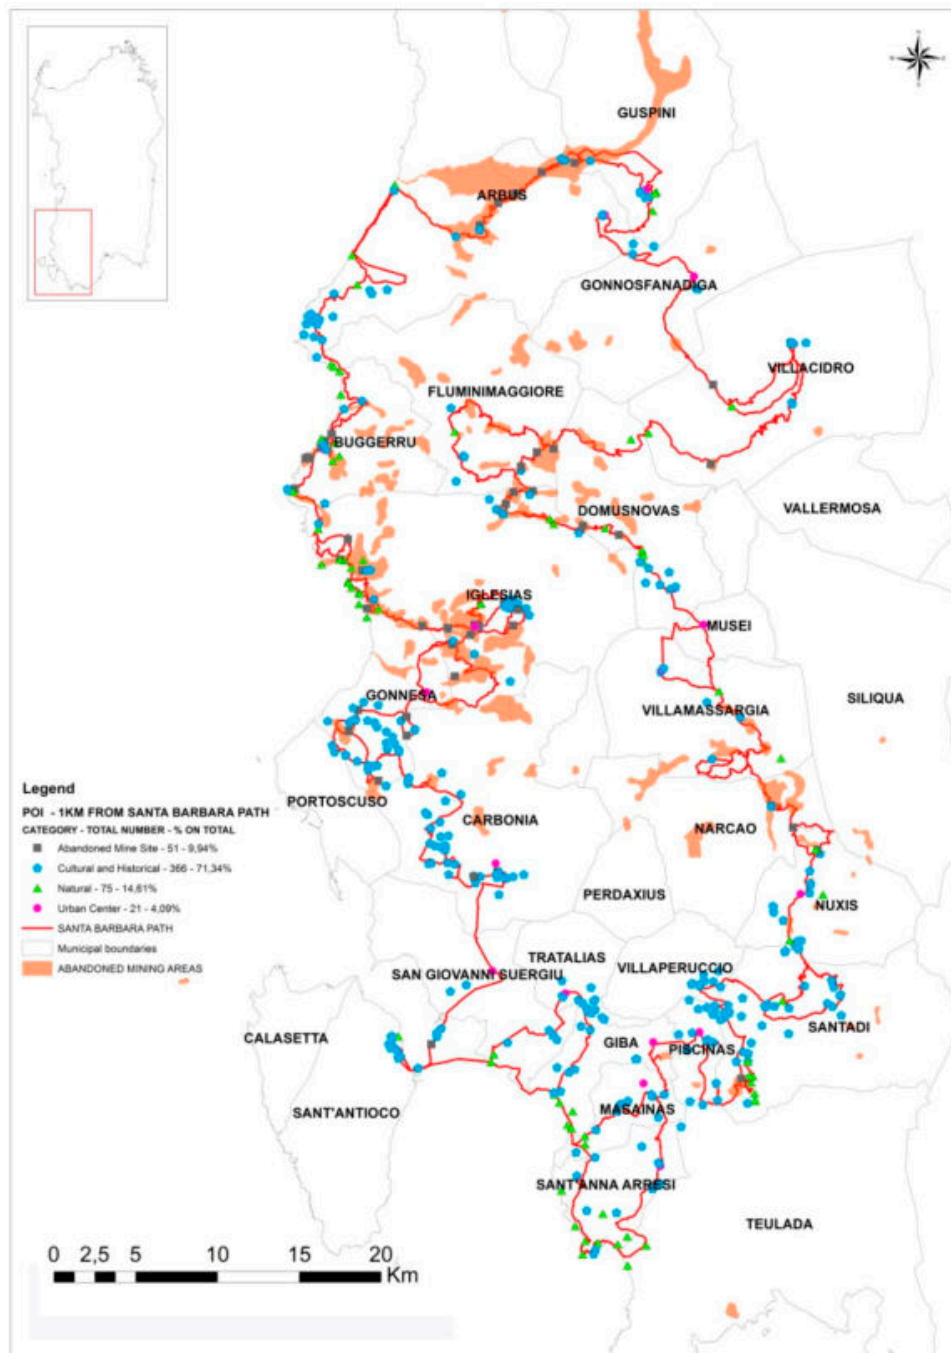 GUSPINI
ARBUS
GONNOSFANADIGA
VILLACIDRO
FLUMINIMAGGIORE
BUGGERRU
VALLERMOSA
DOMUSNOVAS
IGLESIAS
MUSEI
GONNESA
VILLAMASSARGIA
SILIQUA
Legend
POI - 1KM FROM SANTA BARBARA PATH
CATEGORY - TOTAL NUMBER - % ON TOTAL
Abandoned Mine Site - 51 - 9,94%
Cultural and Historical - 366 - 71,34%
Natural - 75 - 14,61%
Urban Center - 21 - 4,09%
SANTA BARBARA PATH
Municipal boundaries
ABANDONED MINING AREAS
PORTOSCUSO
CARBONIA
NARCAO
PERDAXIUS
NUXIS
TRATALIAS
VILLAPERUCCIO
SAN GIOVANNI SUERGIU
SANTADI
CALASETTA
GIBA
PISCINAS
SANT'ANTIOCO
MASAINAS
SANT'ANNA ARRESI
TEULADA
0 2,5 5 10 15 20
Km